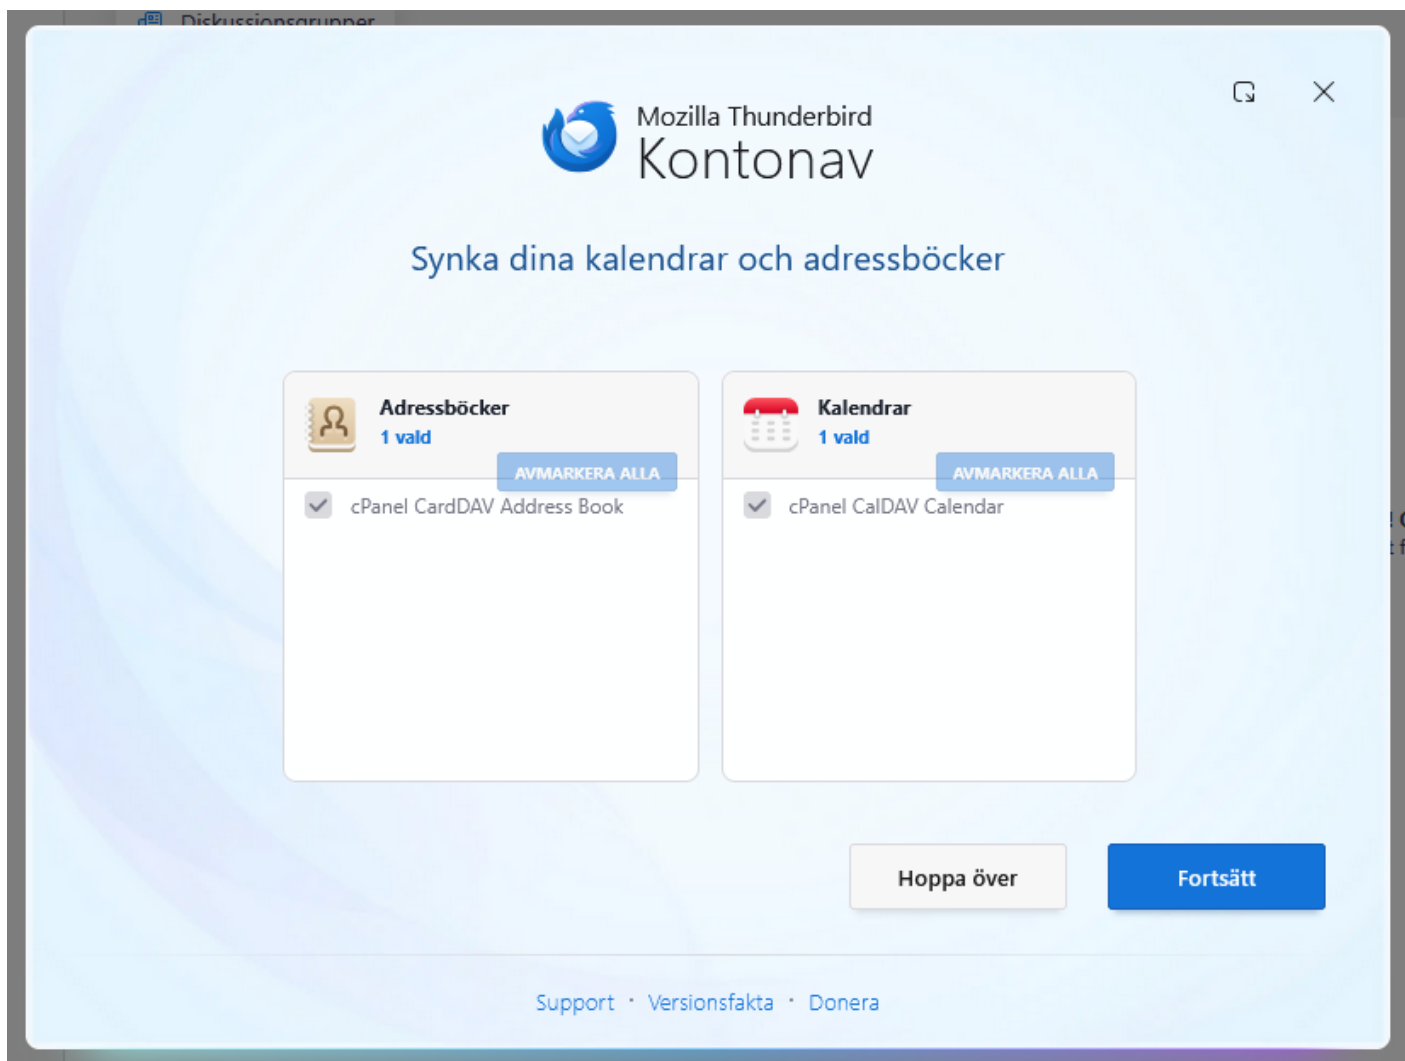 Diskussionsgrupper
Mozilla Thunderbird
Kontonav
Synka dina kalendrar och adressböcker
Adressböcker
1 vald
AVMARKERA ALLA
cPanel CardDAV Address Book
Kalendrar
1 vald
AVMARKERA ALLA
cPanel CalDAV Calendar
Hoppa över
Fortsätt
Support · Versionsfakta · Donera